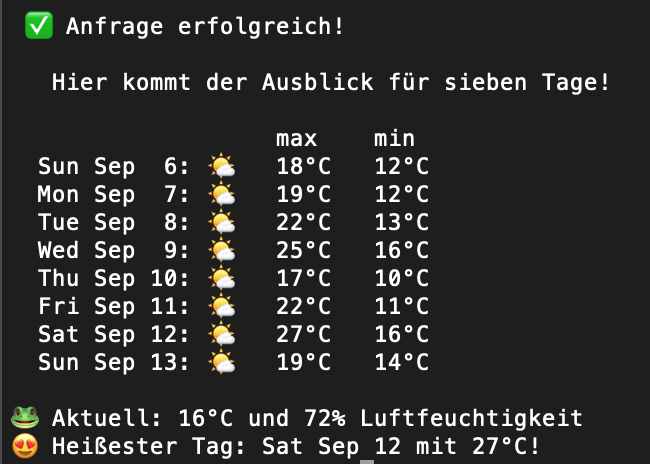 ✅ Anfrage erfolgreich!
Hier kommt der Ausblick für sieben Tage!
max min
Sun Sep 6: 🌤 18°C 12°C
Mon Sep 7: 🌤 19°C 12°C
Tue Sep 8: 🌤 22°C 13°C
Wed Sep 9: 🌤 25°C 16°C
Thu Sep 10: 🌤 17°C 10°C
Fri Sep 11: 🌤 22°C 11°C
Sat Sep 12: 🌤 27°C 16°C
Sun Sep 13: 🌤 19°C 14°C
🐸 Aktuell: 16°C und 72% Luftfeuchtigkeit
😍 Heißester Tag: Sat Sep 12 mit 27°C!